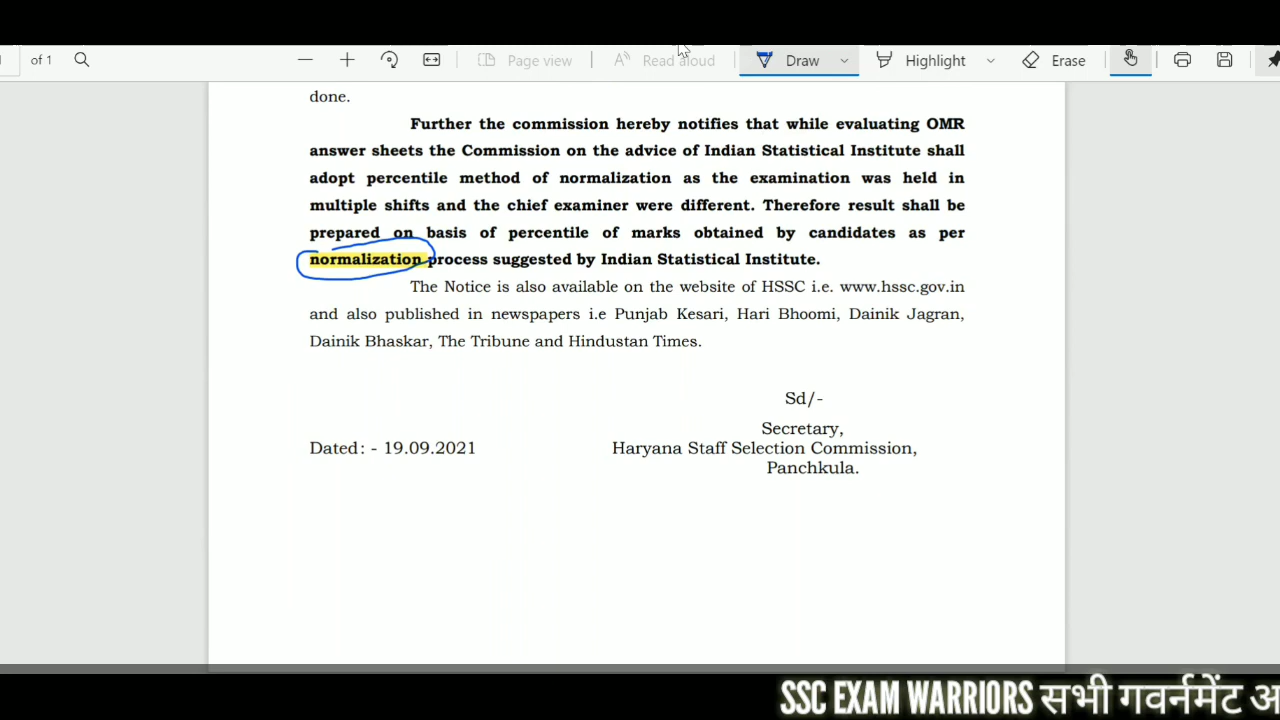 of 1
Page view
Read aloud
Draw
Highlight
Erase
done.
Further the commission hereby notifies that while evaluating OMR
answer sheets the Commission on the advice of Indian Statistical Institute shall
adopt percentile method of normalization as the examination was held in
multiple shifts and the chief examiner were different. Therefore result shall be
prepared on basis of percentile of marks obtained by candidates as per
normalization process suggested by Indian Statistical Institute.
The Notice is also available on the website of HSSC i.e. www.hssc.gov.in
and also published in newspapers i.e Punjab Kesari, Hari Bhoomi, Dainik Jagran,
Dainik Bhaskar, The Tribune and Hindustan Times.
Sd/-
Secretary,
Dated: - 19.09.2021 Haryana Staff Selection Commission,
Panchkula.
SSC EXAM WARRIORS सभी गवर्नमेंट